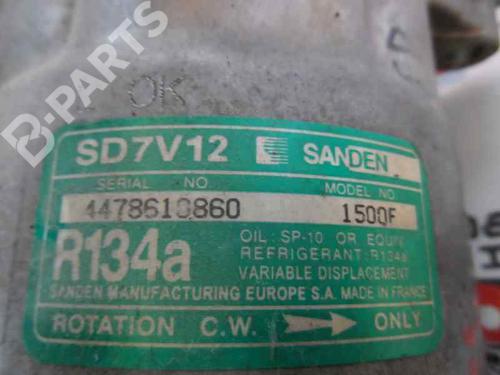 B-PARTS
OK
SD7V12 SANDEN
SERIAL NO. MODEL NO.
4478610860 1500F
R134a
OIL: SP-10 OR EQUIV
REFRIGERANT: R134a
VARIABLE DISPLACEMENT
SANDEN MANUFACTURING EUROPE S.A. MADE IN FRANCE
ROTATION C.W. ONLY